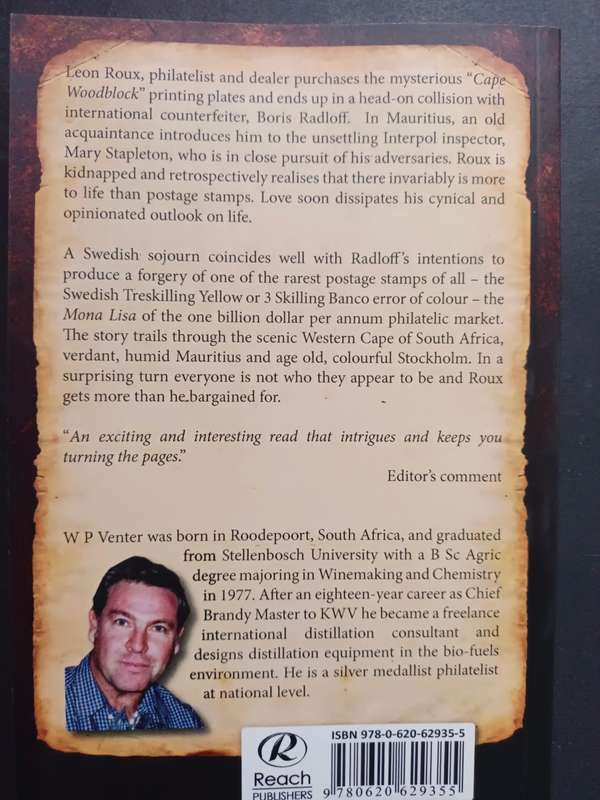 Leon Roux, philatelist and dealer purchases the mysterious “Cape
Woodblock” printing plates and ends up in a head-on collision with
international counterfeiter, Boris Radloff. In Mauritius, an old
acquaintance introduces him to the unsettling Interpol inspector,
Mary Stapleton, who is in close pursuit of his adversaries. Roux is
kidnapped and retrospectively realises that there invariably is more
to life than postage stamps. Love soon dissipates his cynical and
opinionated outlook on life.
A Swedish sojourn coincides well with Radloff’s intentions to
produce a forgery of one of the rarest postage stamps of all – the
Swedish Treskilling Yellow or 3 Skilling Banco error of colour – the
Mona Lisa of the one billion dollar per annum philatelic market.
The story trails through the scenic Western Cape of South Africa,
verdant, humid Mauritius and age old, colourful Stockholm. In a
surprising turn everyone is not who they appear to be and Roux
gets more than he bargained for.
“An exciting and interesting read that intrigues and keeps you
turning the pages.”
Editor’s comment
W P Venter was born in Roodepoort, South Africa, and graduated
from Stellenbosch University with a B Sc Agric
degree majoring in Winemaking and Chemistry
in 1977. After an eighteen-year career as Chief
Brandy Master to KWV he became a freelance
international distillation consultant and
designs distillation equipment in the bio-fuels
environment. He is a silver medallist philatelist
at national level.
R
Reach
PUBLISHERS
ISBN 978-0-620-62935-5
9 780620 629355